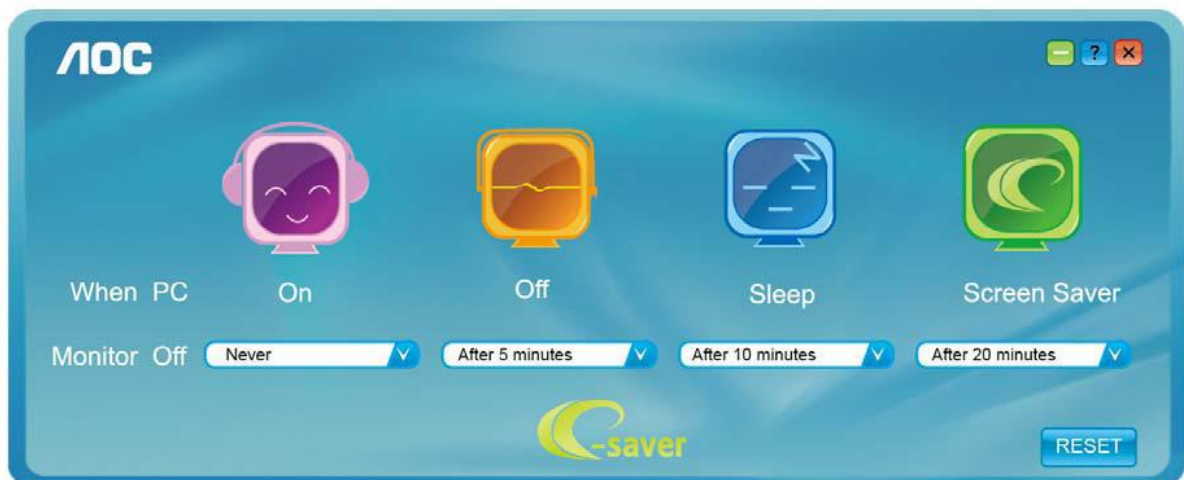 AOC
?
When PC On Off Sleep Screen Saver
Monitor Off Never After 5 minutes After 10 minutes After 20 minutes
e-saver
RESET